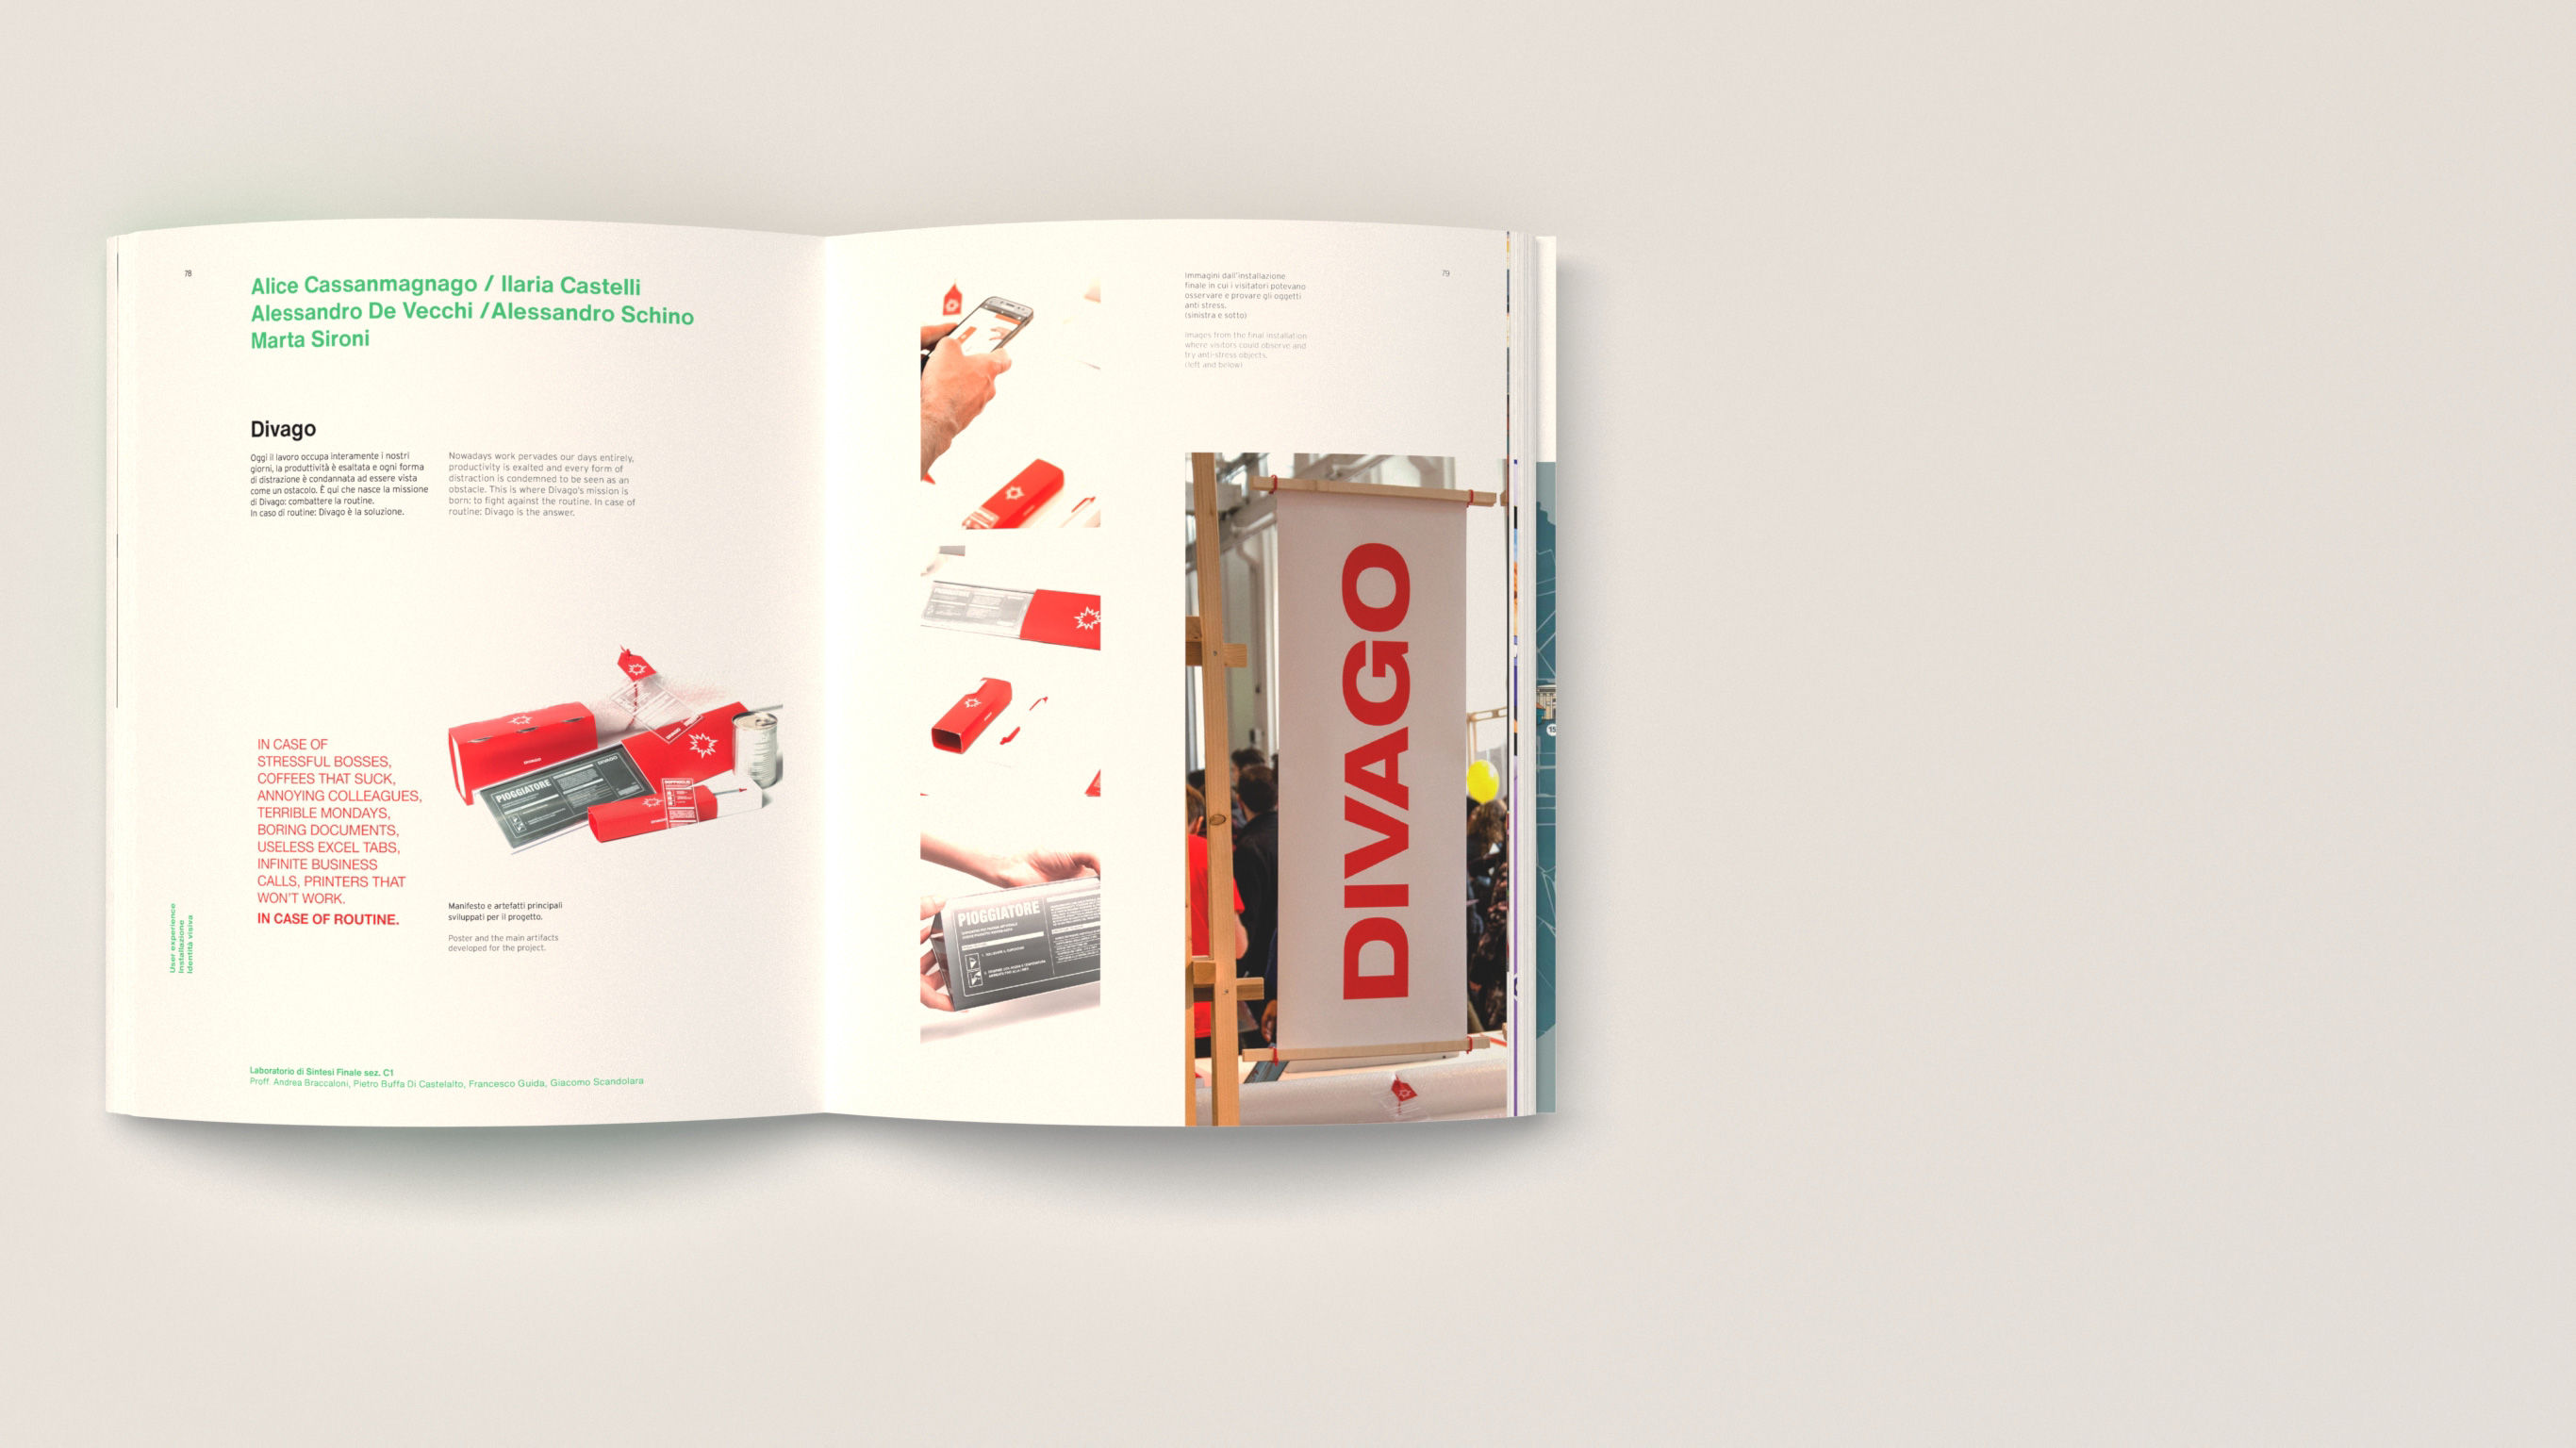 78
Alice Cassanmagnago / Ilaria Castelli
Alessandro De Vecchi /Alessandro Schino
Marta Sironi
Divago
Oggi il lavoro occupa interamente i nostri
giorni, la produttività è esaltata e ogni forma
di distrazione è condannata ad essere vista
come un ostacolo. È qui che nasce la missione
di Divago: combattere la routine.
In caso di routine: Divago è la soluzione.
Nowadays work pervades our days entirely,
productivity is exalted and every form of
distraction is condemned to be seen as an
obstacle. This is where Divago's mission is
born: to fight against the routine. In case of
routine: Divago is the answer.
IN CASE OF
STRESSFUL BOSSES,
COFFEES THAT SUCK,
ANNOYING COLLEAGUES,
TERRIBLE MONDAYS,
BORING DOCUMENTS,
USELESS EXCEL TABS,
INFINITE BUSINESS
CALLS, PRINTERS THAT
WON'T WORK.
IN CASE OF ROUTINE.
DIVAGO
PIOGGIATORE
Manifesto e artefatti principali
sviluppati per il progetto.
Poster and the main artifacts
developed for the project.
User experience
Installazione
Identità visiva
Laboratorio di Sintesi Finale sez. C1
Proff. Andrea Braccaloni, Pietro Buffa Di Castelalto, Francesco Guida, Giacomo Scandolara
Immagini dall'installazione
finale in cui i visitatori potevano
osservare e provare gli oggetti
anti stress.
(sinistra e sotto)
Images from the final installation
where visitors could observe and
try anti-stress objects.
(left and below)
79
PIOGGIATORE
DIVAGO
15